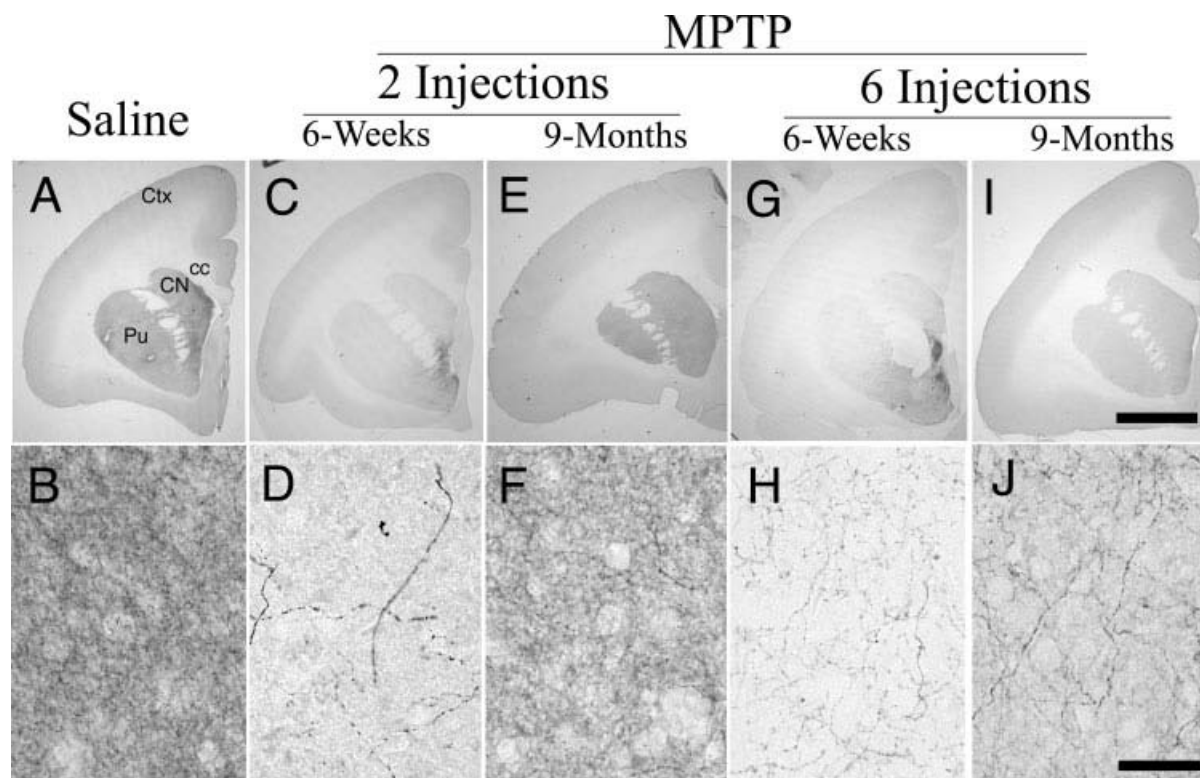 MPTP
2 Injections
6 Injections
Saline
6-Weeks
9-Months
6-Weeks
9-Months
A
Ctx
cc
CN
Pu
C
E
G
I
B
D
F
H
J